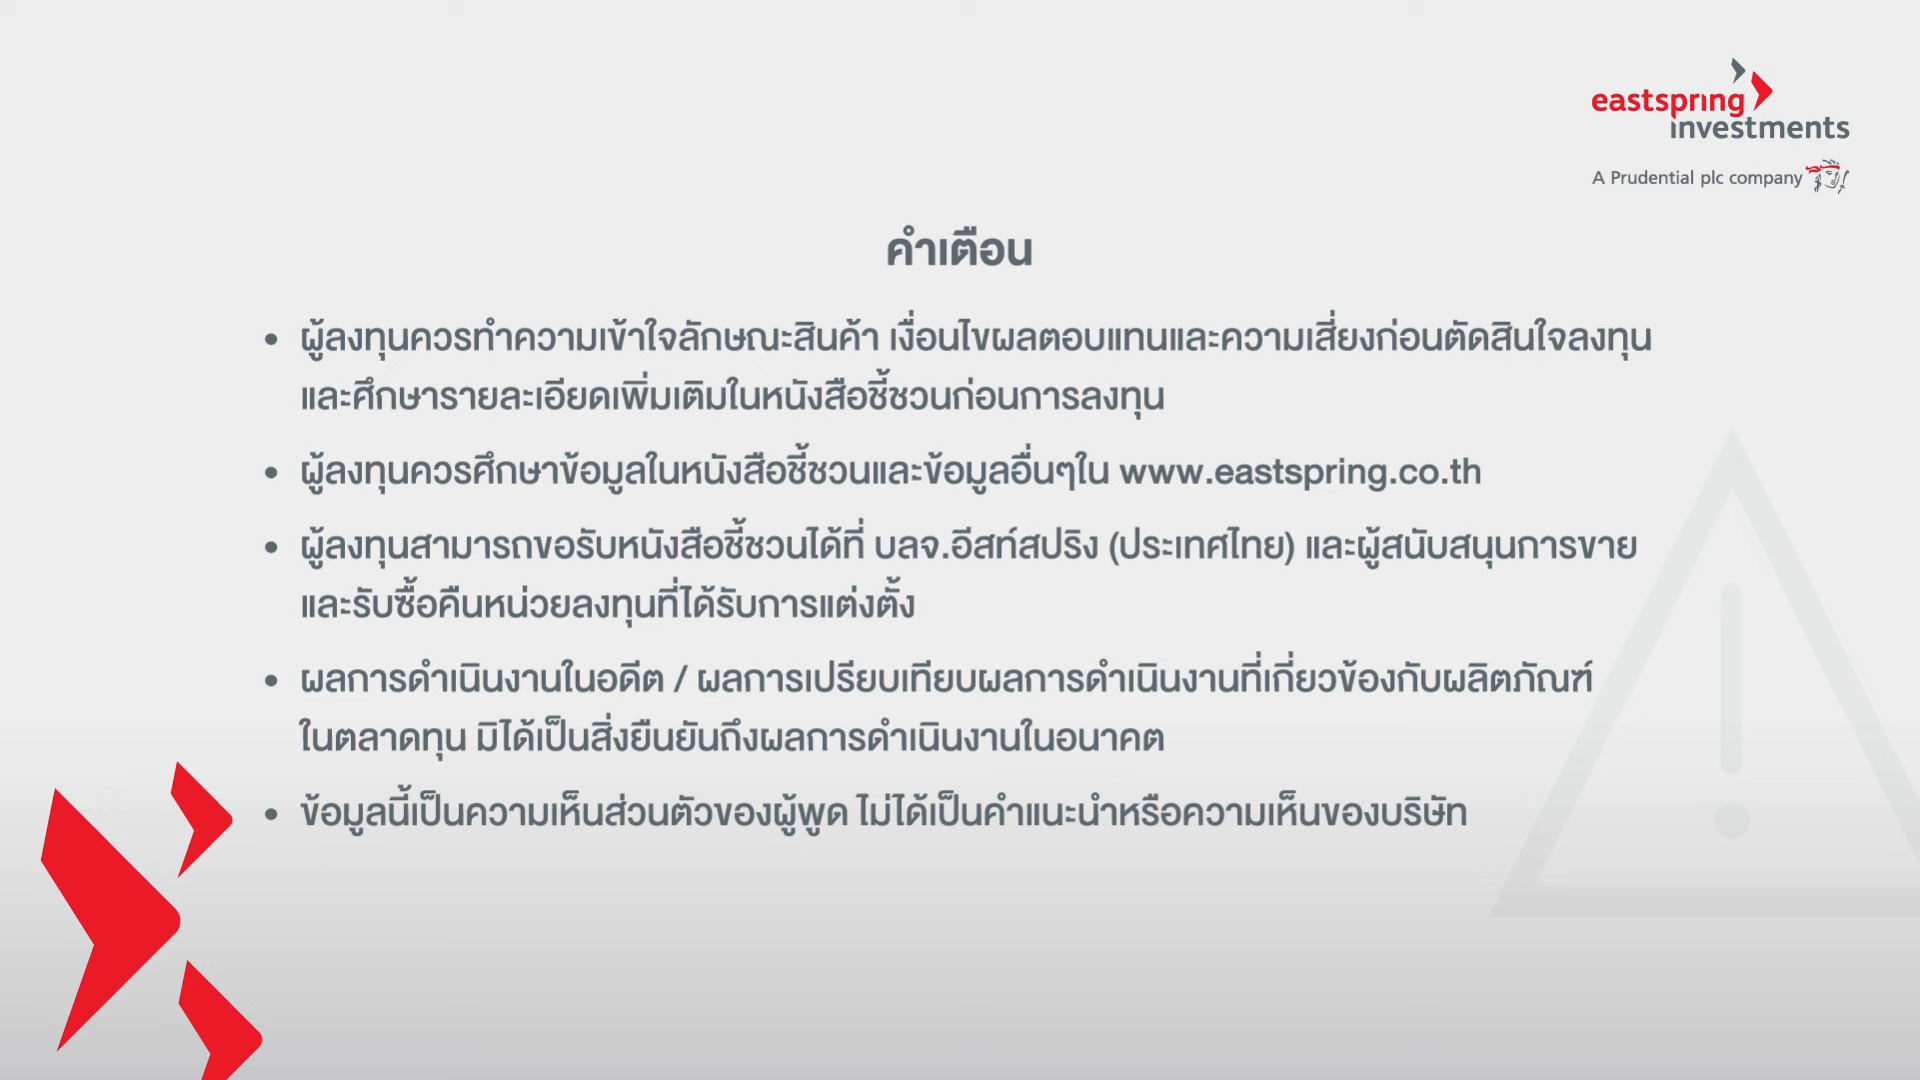 eastspring
investments
A Prudential plc company
คำเตือน
• ผู้ลงทุนควรทำความเข้าใจลักษณะสินค้า เงื่อนไขผลตอบแทนและความเสี่ยงก่อนตัดสินใจลงทุน
และศึกษารายละเอียดเพิ่มเติมในหนังสือชี้ชวนก่อนการลงทุน
• ผู้ลงทุนควรศึกษาข้อมูลในหนังสือชี้ชวนและข้อมูลอื่นๆใน www.eastspring.co.th
• ผู้ลงทุนสามารถขอรับหนังสือชี้ชวนได้ที่ บลจ.อีสท์สปริง (ประเทศไทย) และผู้สนับสนุนการขาย
และรับซื้อคืนหน่วยลงทุนที่ได้รับการแต่งตั้ง
• ผลการดำเนินงานในอดีต / ผลการเปรียบเทียบผลการดำเนินงานที่เกี่ยวข้องกับผลิตภัณฑ์
ในตลาดทุน มิได้เป็นสิ่งยืนยันถึงผลการดำเนินงานในอนาคต
• ข้อมูลนี้เป็นความเห็นส่วนตัวของผู้พูด ไม่ได้เป็นคำแนะนำหรือความเห็นของบริษัท